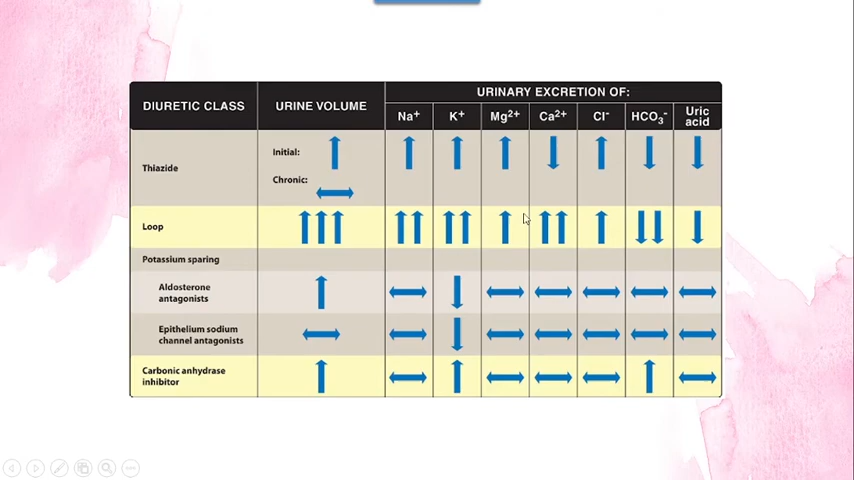 DIURETIC CLASS
URINE VOLUME
URINARY EXCRETION OF:
Na⁺
K⁺
Mg²⁺
Ca²⁺
Cl⁻
HCO₃⁻
Uric
acid
Thiazide
Initial:
Chronic:
Loop
Potassium sparing
Aldosterone
antagonists
Epithelium sodium
channel antagonists
Carbonic anhydrase
inhibitor